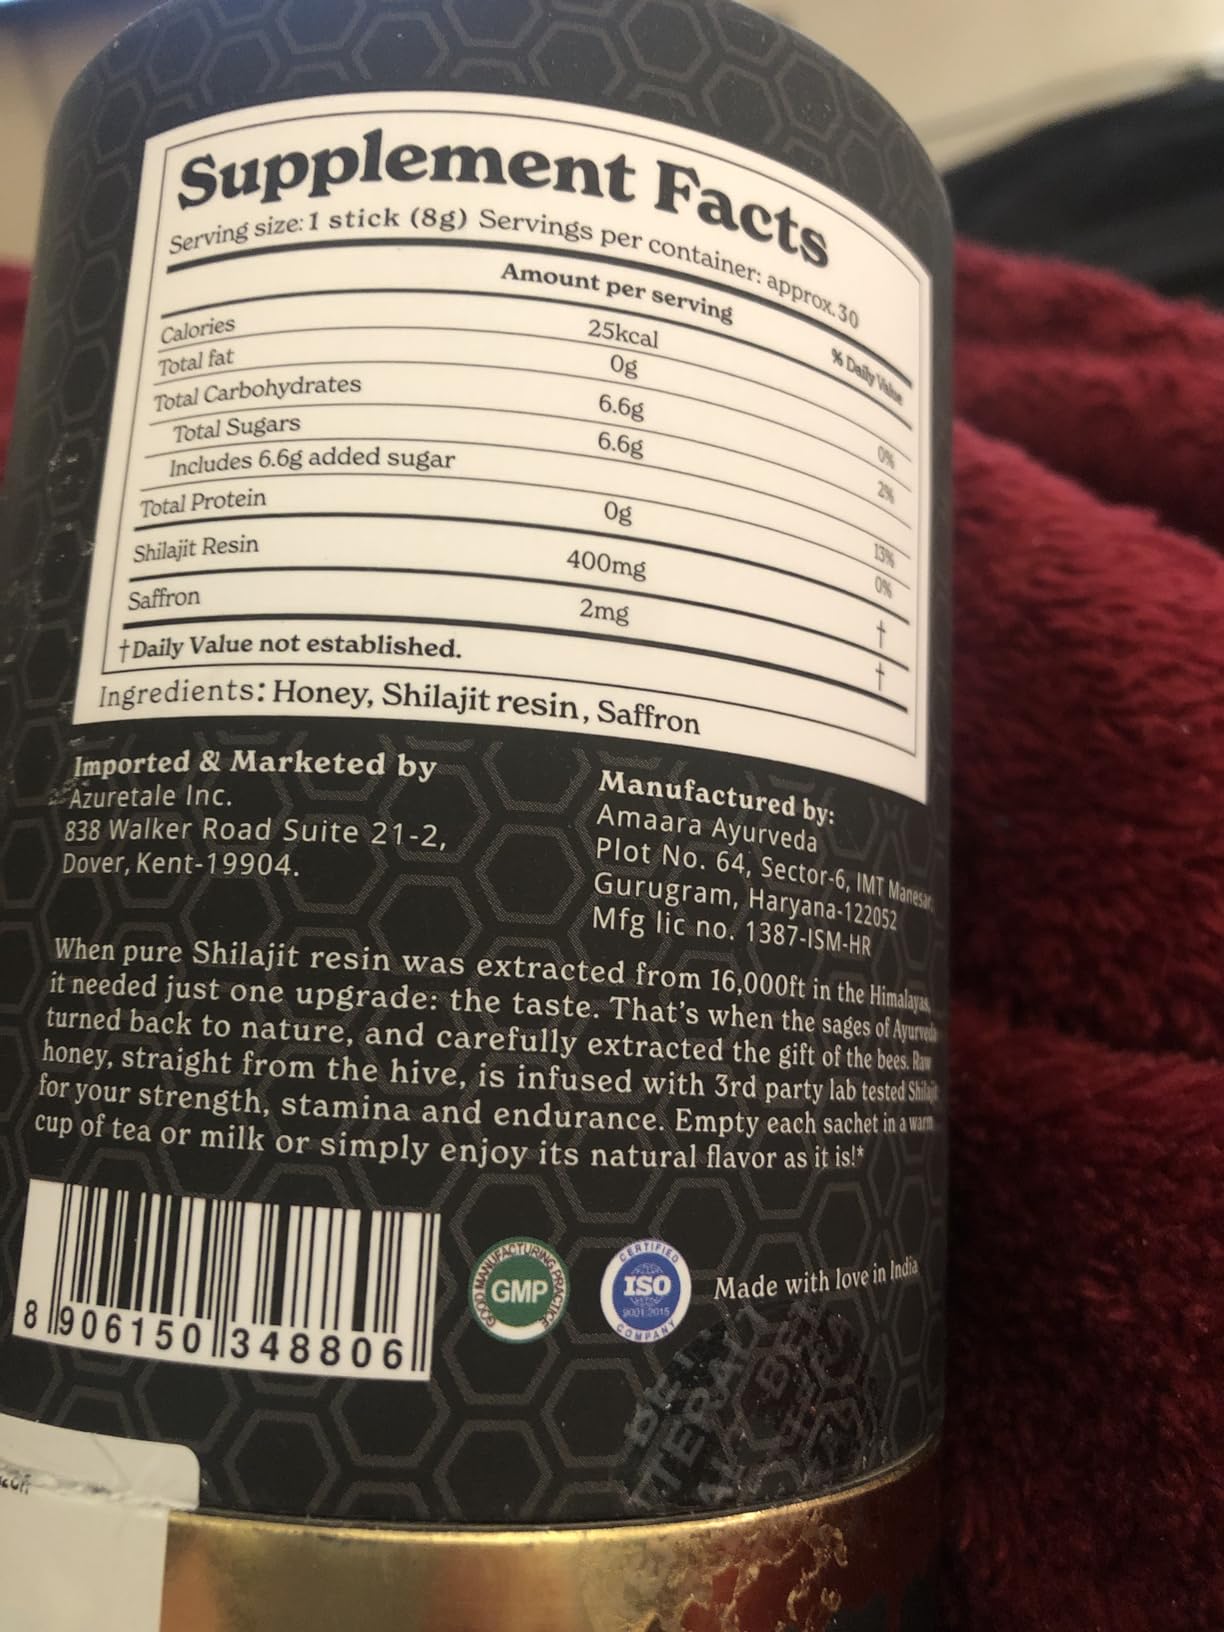 Supplement Facts
Serving size: 1 stick (8g) Servings per container: approx. 30
Amount per serving % Daily Value
Calories 25kcal
Total fat 0g 0%
Total Carbohydrates 6.6g 2%
Total Sugars 6.6g
Includes 6.6g added sugar 13%
Total Protein 0g 0%
Shilajit Resin 400mg †
Saffron 2mg †
†Daily Value not established.
Ingredients: Honey, Shilajit resin, Saffron
Imported & Marketed by
Azuretale Inc.
838 Walker Road Suite 21-2,
Dover, Kent-19904.
Manufactured by:
Amaara Ayurveda
Plot No. 64, Sector-6, IMT Manesar,
Gurugram, Haryana-122052
Mfg lic no. 1387-ISM-HR
When pure Shilajit resin was extracted from 16,000ft in the Himalayas,
it needed just one upgrade: the taste. That's when the sages of Ayurveda
turned back to nature, and carefully extracted the gift of the bees. Raw
honey, straight from the hive, is infused with 3rd party lab tested Shilajit
for your strength, stamina and endurance. Empty each sachet in a warm
cup of tea or milk or simply enjoy its natural flavor as it is!*
8 906150 348806
GOOD MANUFACTURING PRACTICE
GMP
CERTIFIED
ISO
9001:2015
COMPANY
Made with love in India